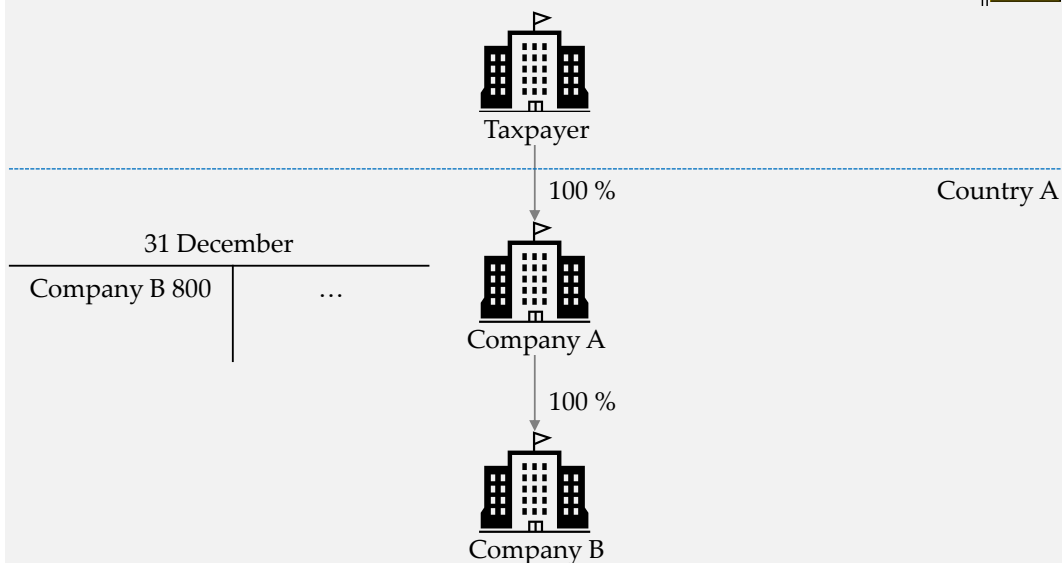 Taxpayer
100 %
Country A
31 December
Company B 800
…
Company A
100 %
Company B